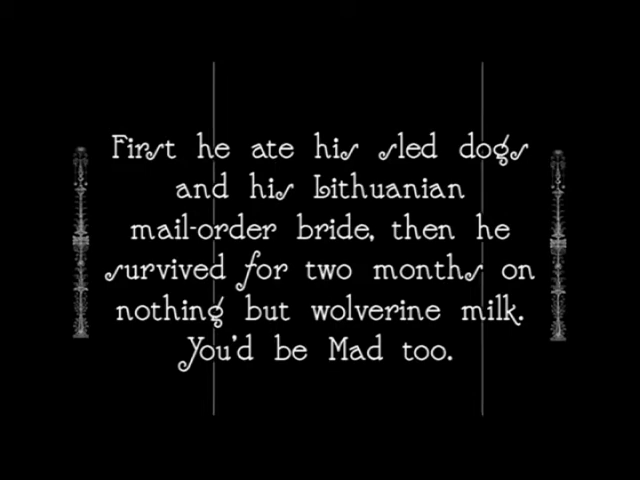 First he ate his sled dogs
and his Lithuanian
mail-order bride, then he
survived for two months on
nothing but wolverine milk.
You'd be Mad too.